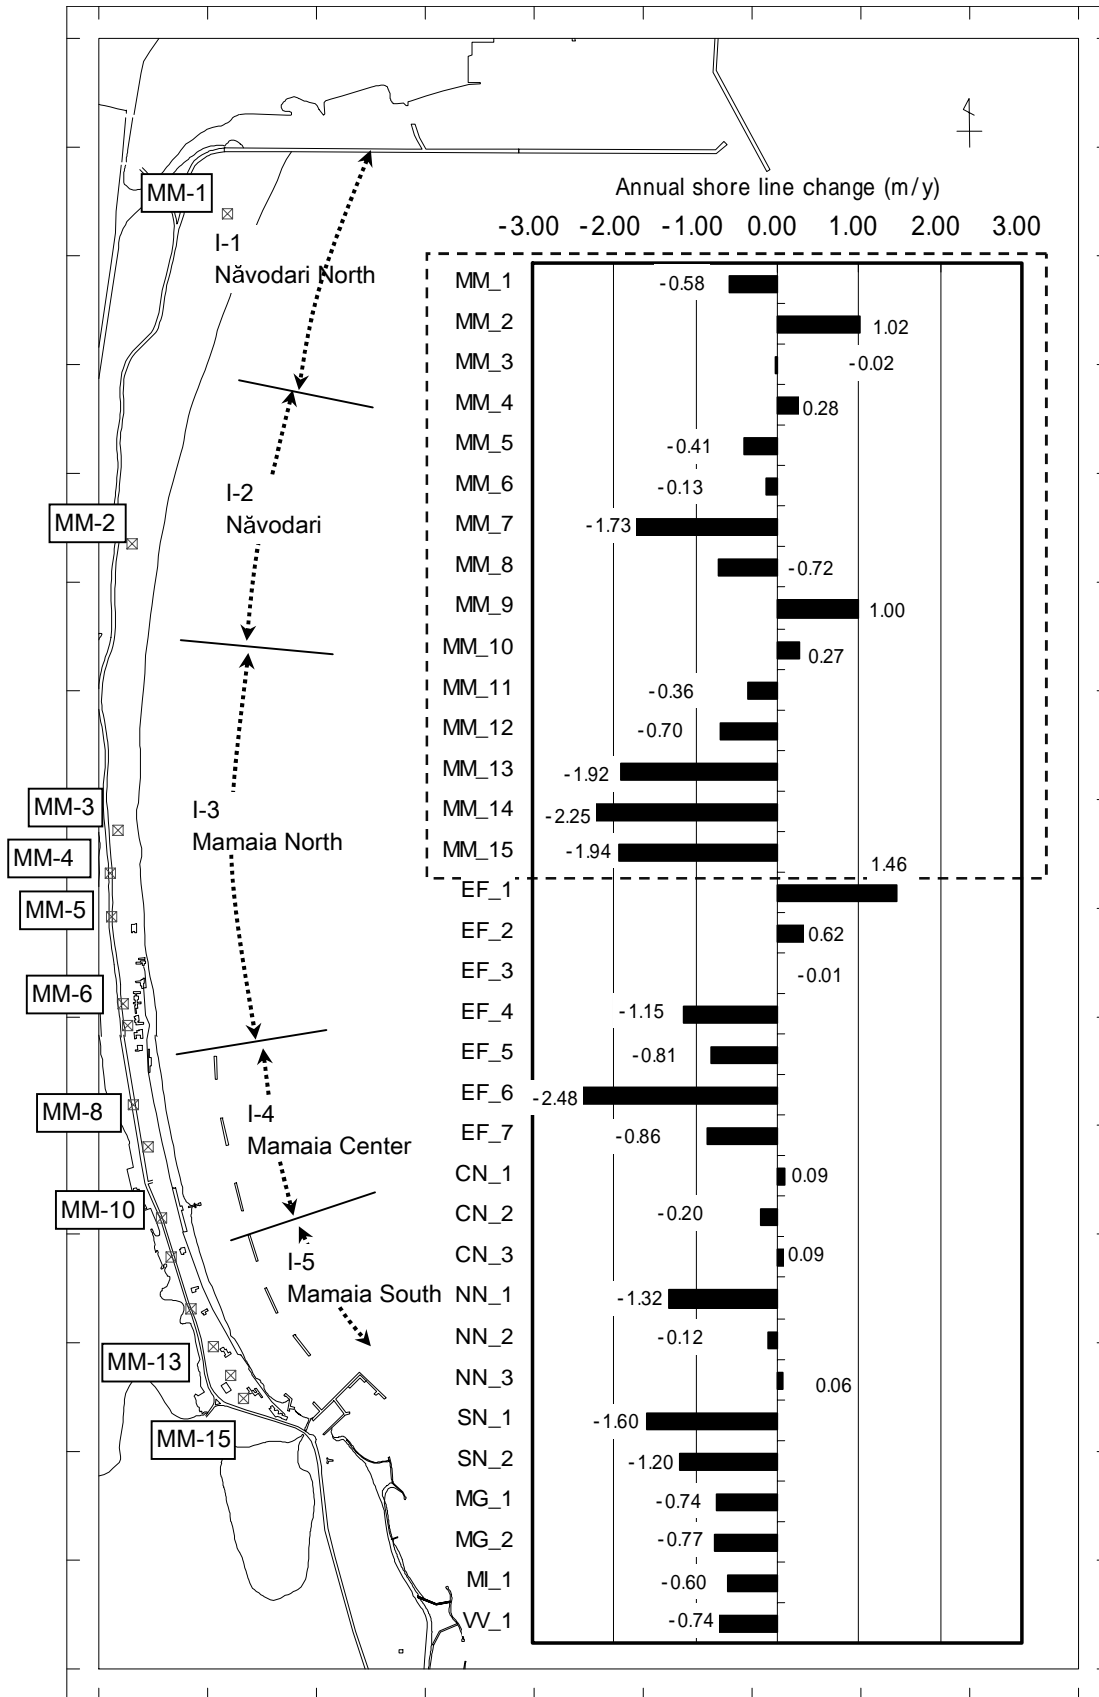 MM-1
I-1
Năvodari North
I-2
Năvodari
MM-2
I-3
Mamaia North
MM-3
MM-4
MM-5
MM-6
MM-8
I-4
Mamaia Center
MM-10
I-5
Mamaia South
MM-13
MM-15
Annual shore line change (m/y)
-3.00 -2.00 -1.00 0.00 1.00 2.00 3.00
MM_1 -0.58
MM_2 1.02
MM_3 -0.02
MM_4 0.28
MM_5 -0.41
MM_6 -0.13
MM_7 -1.73
MM_8 -0.72
MM_9 1.00
MM_10 0.27
MM_11 -0.36
MM_12 -0.70
MM_13 -1.92
MM_14 -2.25
MM_15 -1.94
EF_1 1.46
EF_2 0.62
EF_3 -0.01
EF_4 -1.15
EF_5 -0.81
EF_6 -2.48
EF_7 -0.86
CN_1 0.09
CN_2 -0.20
CN_3 0.09
NN_1 -1.32
NN_2 -0.12
NN_3 0.06
SN_1 -1.60
SN_2 -1.20
MG_1 -0.74
MG_2 -0.77
MI_1 -0.60
VV_1 -0.74